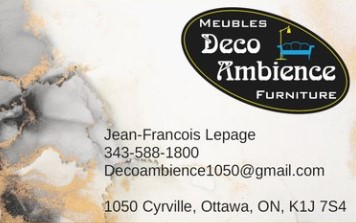 MEUBLES
Deco
Ambience
FURNITURE
Jean-Francois Lepage
343-588-1800
Decoambience1050@gmail.com
1050 Cyrville, Ottawa, ON, K1J 7S4